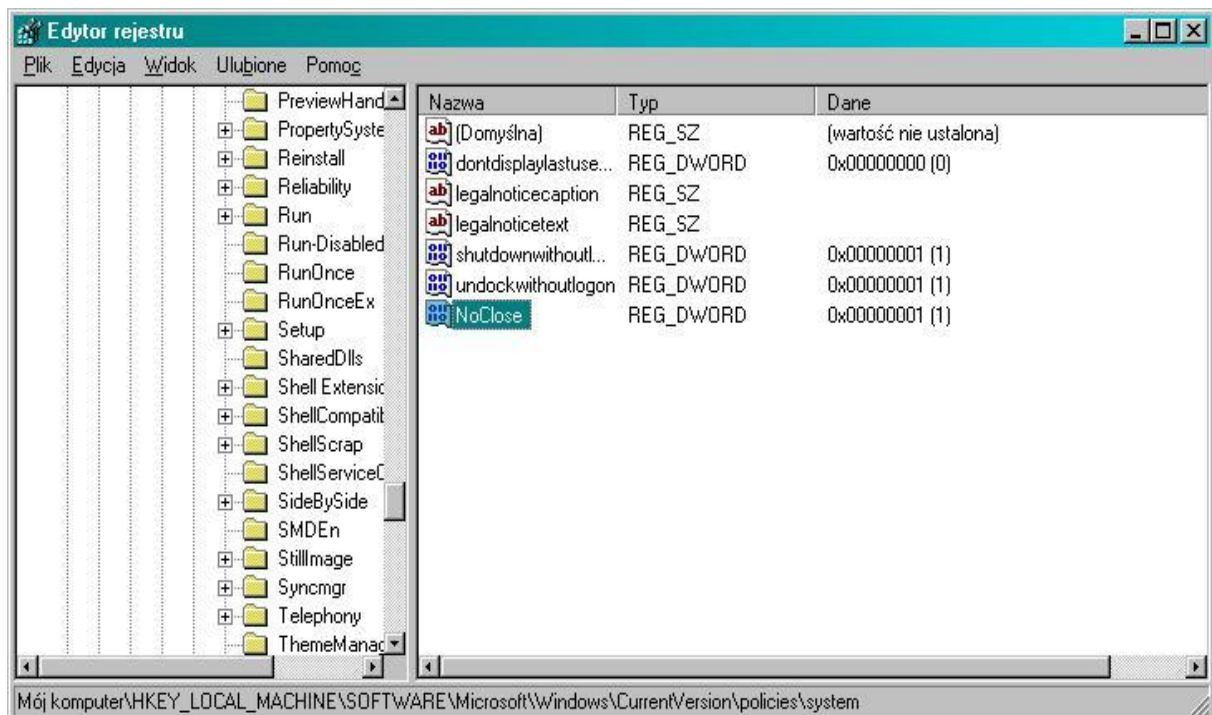 Edytor rejestru
Plik Edycja Widok Ulubione Pomoc
PreviewHand
PropertySyste
Reinstall
Reliability
Run
Run-Disabled
RunOnce
RunOnceEx
Setup
SharedDlls
Shell Extensic
ShellCompatit
ShellScrap
ShellServiceC
SideBySide
SMDEn
StillImage
Syncmgr
Telephony
ThemeManag
Nazwa Typ Dane
(Domyślna) REG_SZ (wartość nie ustalona)
dontdisplaylastuse... REG_DWORD 0x00000000 (0)
legalnoticecaption REG_SZ
legalnoticetext REG_SZ
shutdownwithoutl... REG_DWORD 0x00000001 (1)
undockwithoutlogon REG_DWORD 0x00000001 (1)
NoClose REG_DWORD 0x00000001 (1)
Mój komputer\HKEY_LOCAL_MACHINE\SOFTWARE\Microsoft\Windows\CurrentVersion\policies\system